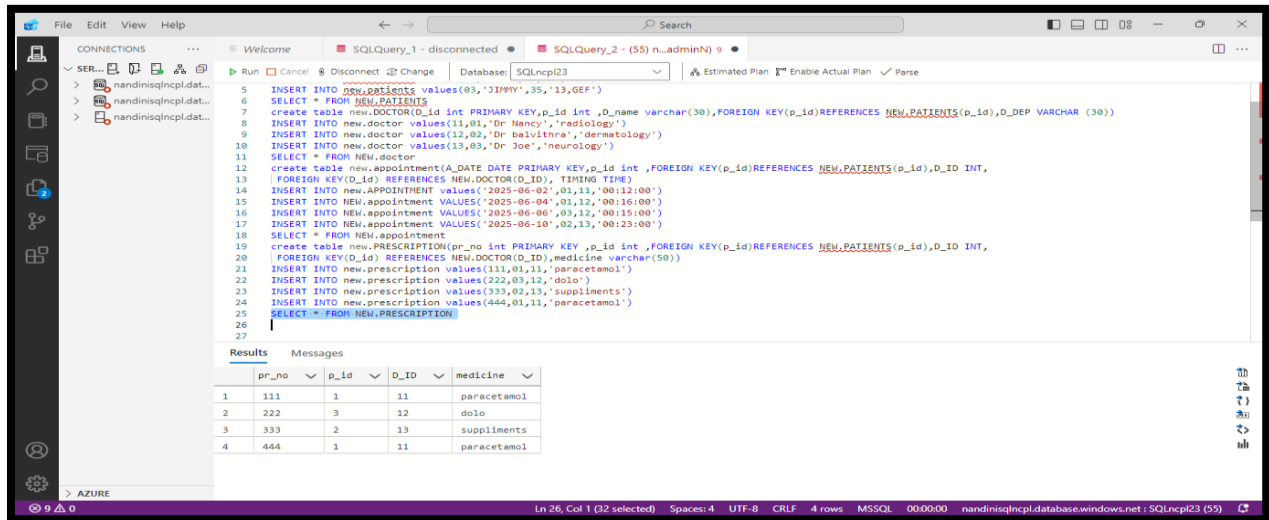 File Edit View Help
Search
CONNECTIONS ...
SER...
nandinisqlncpl.dat...
nandinisqlncpl.dat...
nandinisqlncpl.dat...
AZURE
Welcome SQLQuery_1 - disconnected SQLQuery_2 - (55) n...adminN) 9
Run Cancel Disconnect Change Database: SQLncpl23 Estimated Plan Enable Actual Plan Parse
5 INSERT INTO new.patients values(03,'JIMMY',35,'13,GEF')
6 SELECT * FROM NEW.PATIENTS
7 create table new.DOCTOR(D_id int PRIMARY KEY,p_id int ,D_name varchar(30),FOREIGN KEY(p_id)REFERENCES NEW.PATIENTS(p_id),D_DEP VARCHAR (30))
8 INSERT INTO new.doctor values(11,01,'Dr Nancy','radiology')
9 INSERT INTO new.doctor values(12,02,'Dr balvithra','dermatology')
10 INSERT INTO new.doctor values(13,03,'Dr Joe','neurology')
11 SELECT * FROM NEW.doctor
12 create table new.appointment(A_DATE DATE PRIMARY KEY,p_id int ,FOREIGN KEY(p_id)REFERENCES NEW.PATIENTS(p_id),D_ID INT,
13 FOREIGN KEY(D_id) REFERENCES NEW.DOCTOR(D_ID), TIMING TIME)
14 INSERT INTO new.APPOINTMENT values('2025-06-02',01,11,'00:12:00')
15 INSERT INTO NEW.appointment VALUES('2025-06-04',01,12,'00:16:00')
16 INSERT INTO NEW.appointment VALUES('2025-06-06',03,12,'00:15:00')
17 INSERT INTO NEW.appointment VALUES('2025-06-10',02,13,'00:23:00')
18 SELECT * FROM NEW.appointment
19 create table new.PRESCRIPTION(pr_no int PRIMARY KEY ,p_id int ,FOREIGN KEY(p_id)REFERENCES NEW.PATIENTS(p_id),D_ID INT,
20 FOREIGN KEY(D_id) REFERENCES NEW.DOCTOR(D_ID),medicine varchar(50))
21 INSERT INTO new.prescription values(111,01,11,'paracetamol')
22 INSERT INTO new.prescription values(222,03,12,'dolo')
23 INSERT INTO new.prescription values(333,02,13,'suppliments')
24 INSERT INTO new.prescription values(444,01,11,'paracetamol')
25 SELECT * FROM NEW.PRESCRIPTION
26
27
Results Messages
pr_no p_id D_ID medicine
1 111 1 11 paracetamol
2 222 3 12 dolo
3 333 2 13 suppliments
4 444 1 11 paracetamol
2
9 0 Ln 26, Col 1 (32 selected) Spaces: 4 UTF-8 CRLF 4 rows MSSQL 00:00:00 nandinisqlncpl.database.windows.net : SQLncpl23 (55)